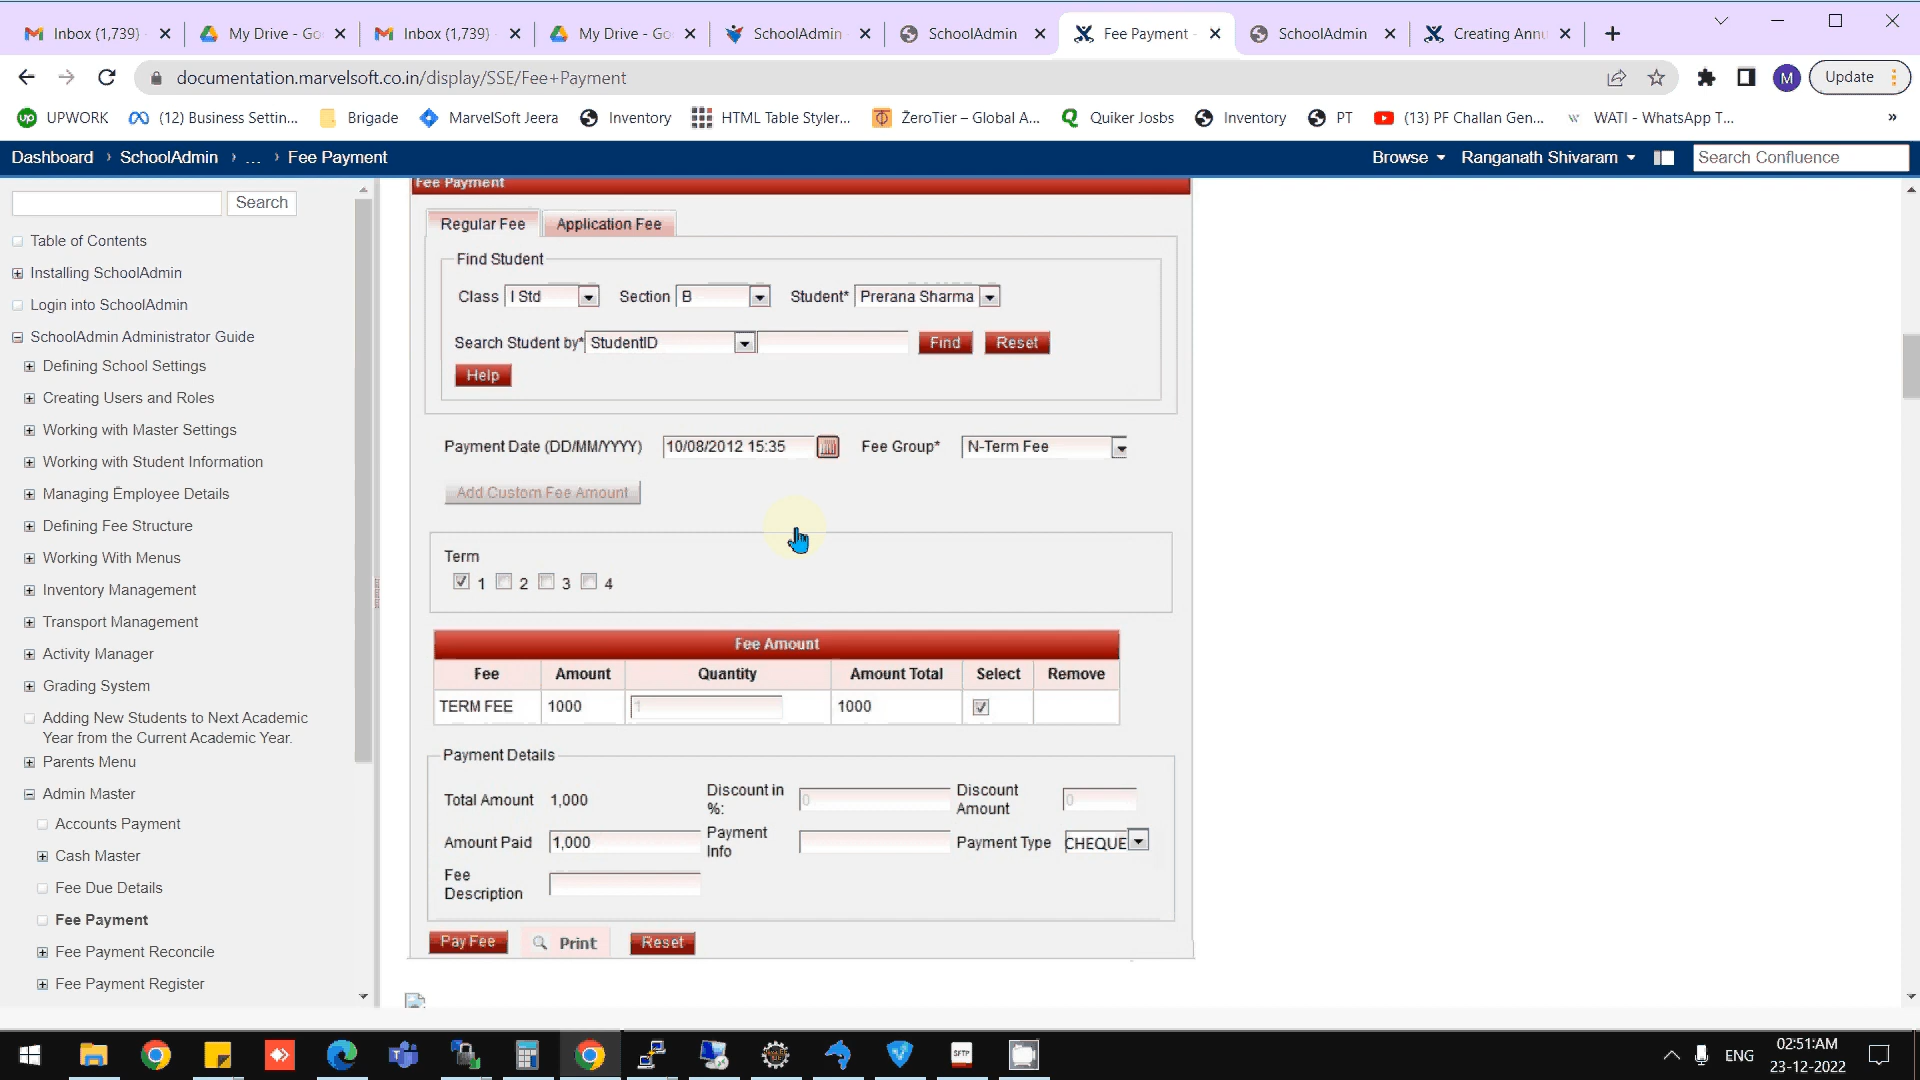 Inbox (1,739)
My Drive - Go
Inbox (1,739)
My Drive - Go
SchoolAdmin
SchoolAdmin
Fee Payment -
SchoolAdmin
Creating Annu
documentation.marvelsoft.co.in/display/SSE/Fee+Payment
M
Update
UPWORK
(12) Business Settin...
Brigade
MarvelSoft Jeera
Inventory
HTML Table Styler...
ZeroTier – Global A...
Quiker Josbs
Inventory
PT
(13) PF Challan Gen...
WATI - WhatsApp T...
»
Dashboard › SchoolAdmin › ... › Fee Payment
Browse
Ranganath Shivaram
Search Confluence
Search
Table of Contents
Installing SchoolAdmin
Login into SchoolAdmin
SchoolAdmin Administrator Guide
Defining School Settings
Creating Users and Roles
Working with Master Settings
Working with Student Information
Managing Employee Details
Defining Fee Structure
Working With Menus
Inventory Management
Transport Management
Activity Manager
Grading System
Adding New Students to Next Academic
Year from the Current Academic Year.
Parents Menu
Admin Master
Accounts Payment
Cash Master
Fee Due Details
Fee Payment
Fee Payment Reconcile
Fee Payment Register
Fee Payment
Regular Fee
Application Fee
Find Student
Class I Std Section B Student* Prerana Sharma
Search Student by* StudentID Find Reset
Help
Payment Date (DD/MM/YYYY) 10/08/2012 15:35 Fee Group* N-Term Fee
Add Custom Fee Amount
Term
1 2 3 4
Fee Amount
Fee Amount Quantity Amount Total Select Remove
TERM FEE 1000 1 1000
Payment Details
Total Amount 1,000 Discount in %: 0 Discount Amount 0
Amount Paid 1,000 Payment Info Payment Type CHEQUE
Fee Description
Pay Fee Print Reset
SFTP
ENG
02:51:AM
23-12-2022